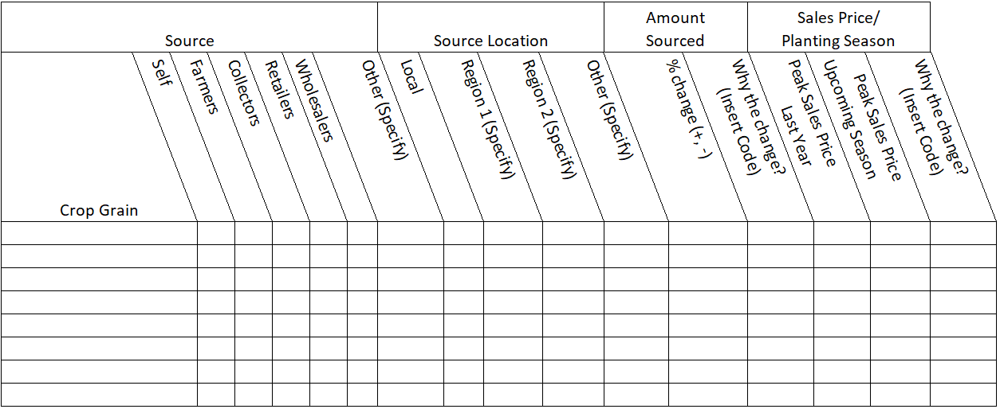 Source
Source Location
Amount
Sourced
Sales Price/
Planting Season
Crop Grain
Self
Farmers
Collectors
Retailers
Wholesalers
Other (Specify)
Local
Region 1 (Specify)
Region 2 (Specify)
Other (Specify)
% change (+, -)
Why the change?
(Insert Code)
Peak Sales Price
Last Year
Peak Sales Price
Upcoming Season
Why the change?
(Insert Code)